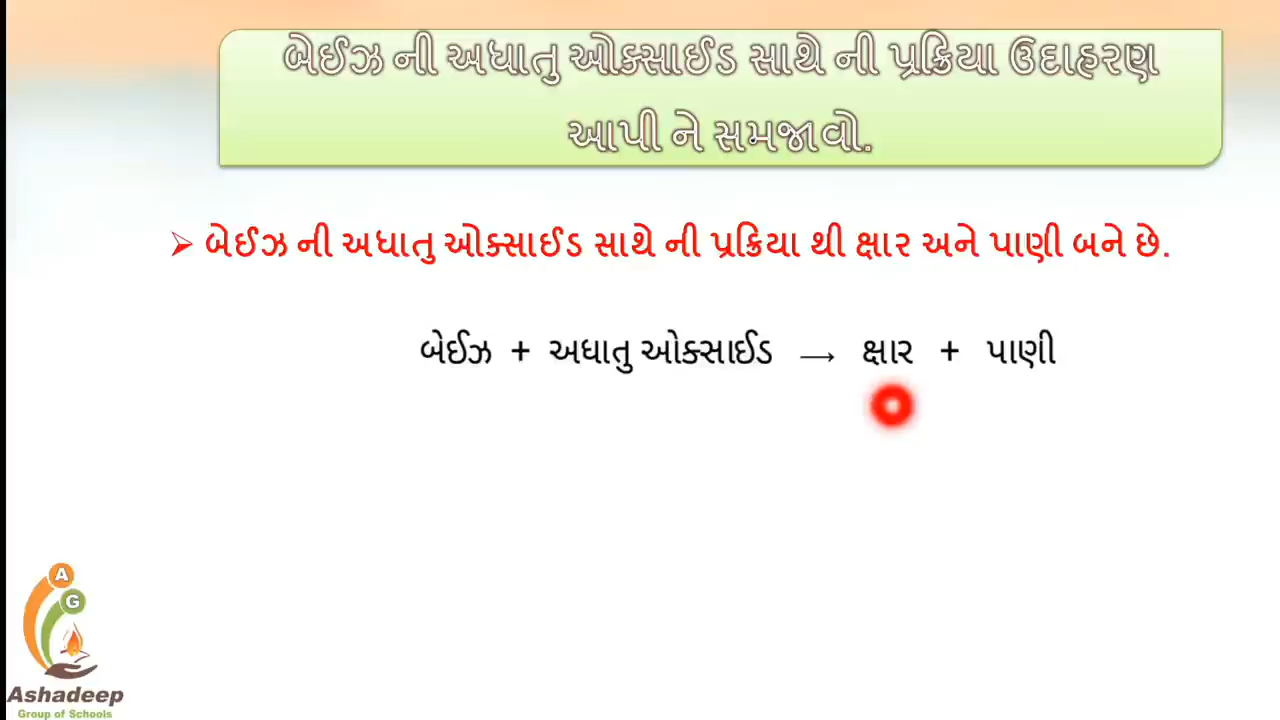 બેઈઝ ની અધાતુ ઓક્સાઈડ સાથે ની પ્રક્રિયા ઉદાહરણ
આપી ને સમજાવો.
➢ બેઈઝ ની અધાતુ ઓક્સાઈડ સાથે ની પ્રક્રિયા થી ક્ષાર અને પાણી બને છે.
બેઈઝ + અધાતુ ઓક્સાઈડ ⟶ ક્ષાર + પાણી
A
G
Ashadeep
Group of Schools